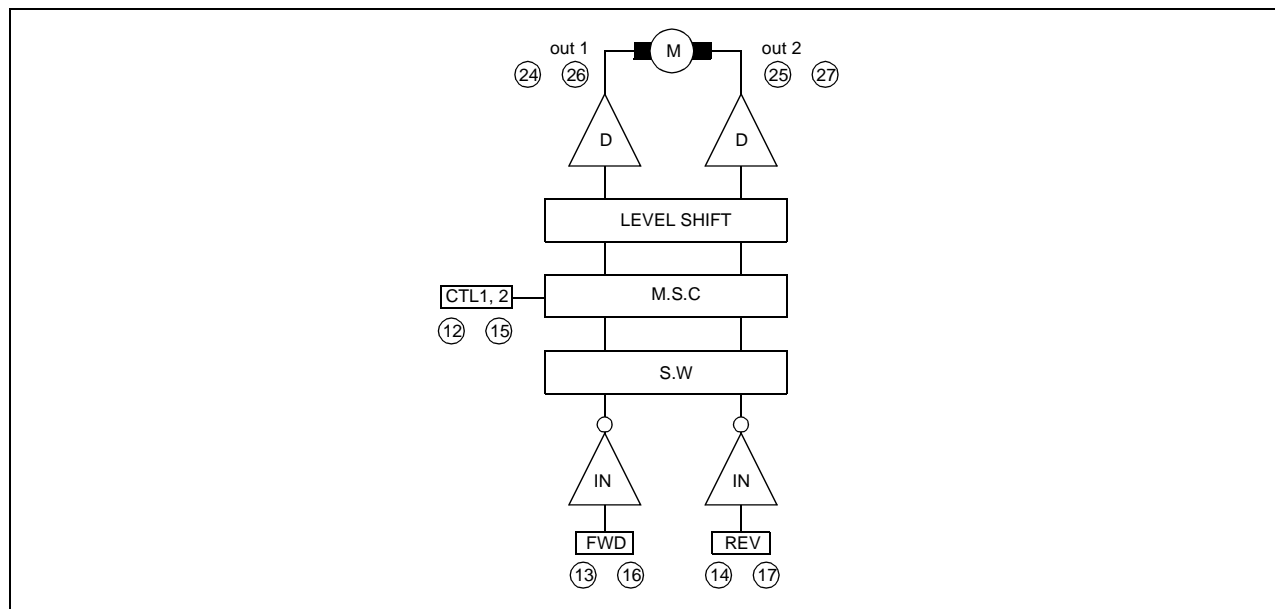 out 1 M out 2
24 26 25 27
D D
LEVEL SHIFT
CTL1, 2 M.S.C
12 15
S.W
IN IN
FWD REV
13 16 14 17